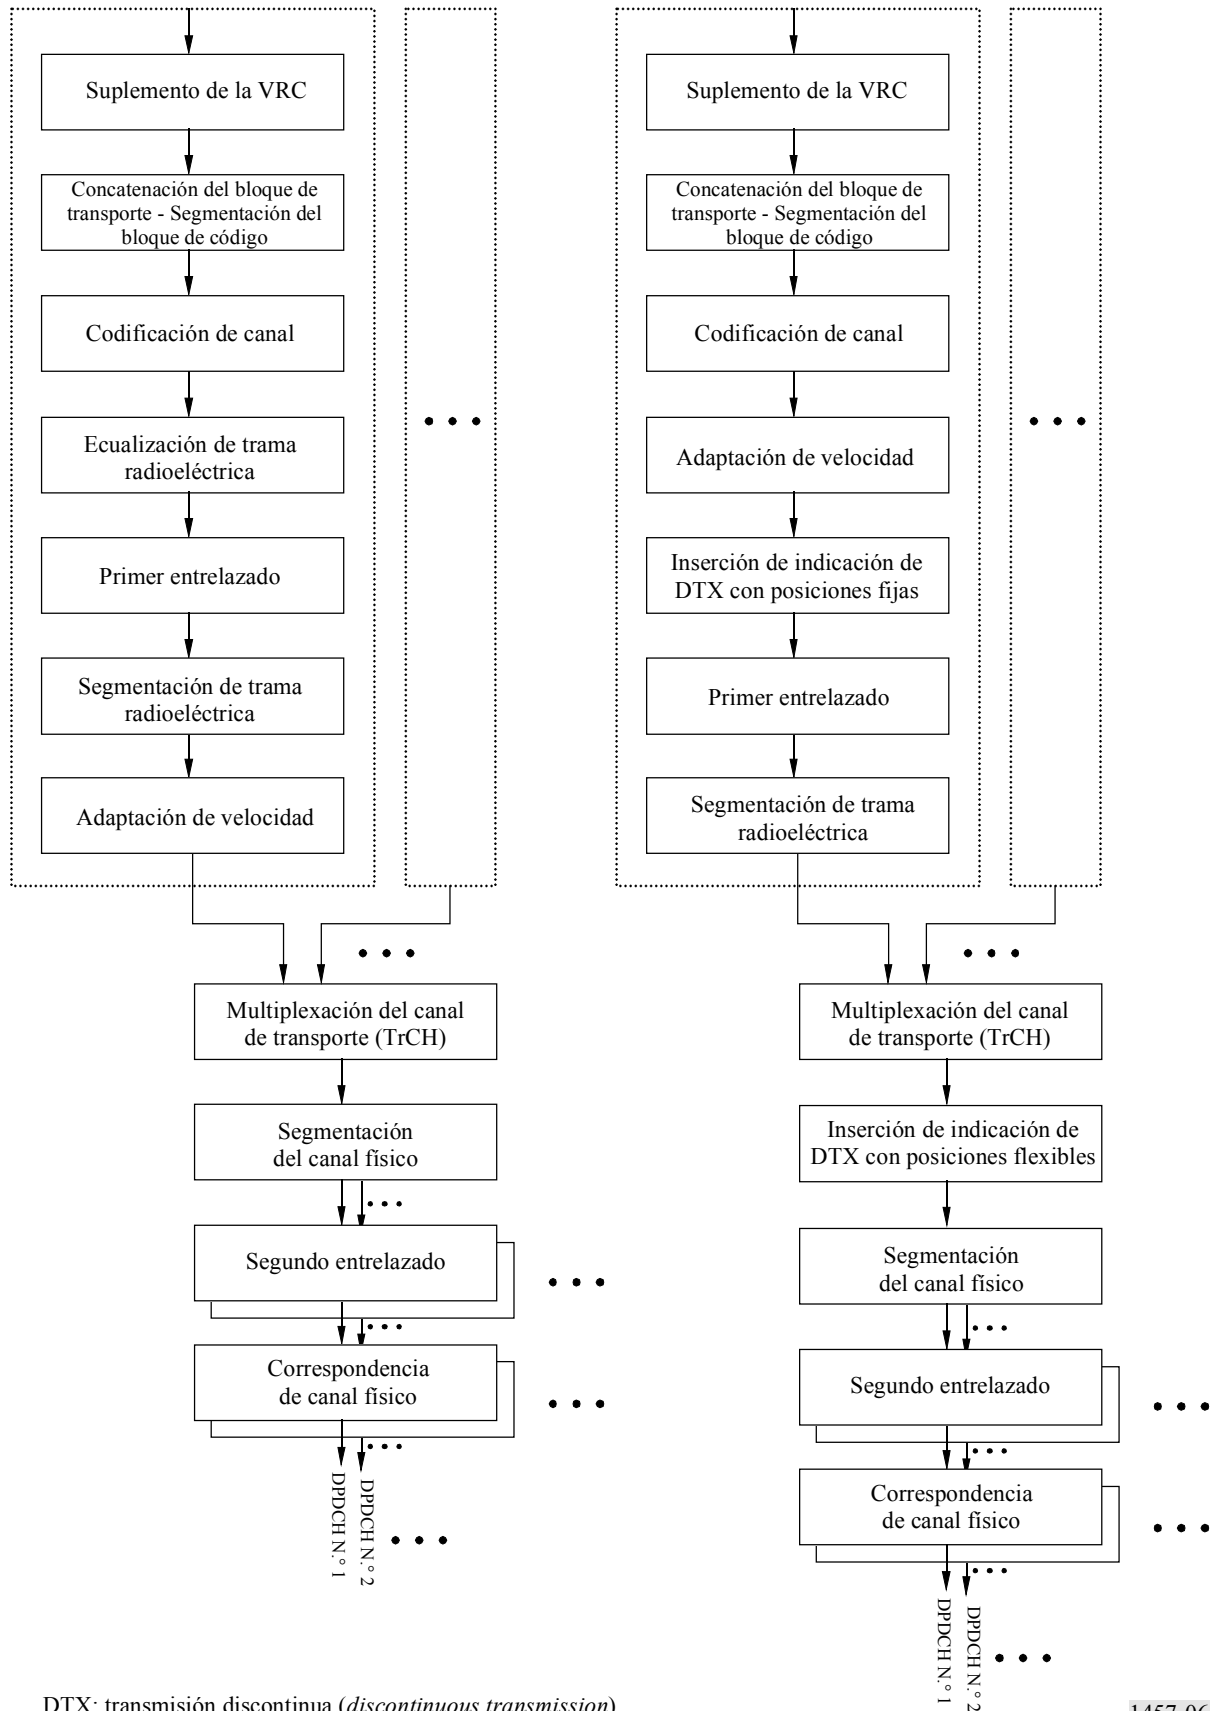 Suplemento de la VRC
Concatenación del bloque de
transporte - Segmentación del
bloque de código
Codificación de canal
Ecualización de trama
radioeléctrica
Primer entrelazado
Segmentación de trama
radioeléctrica
Adaptación de velocidad
Multiplexación del canal
de transporte (TrCH)
Segmentación
del canal físico
Segundo entrelazado
Correspondencia
de canal físico
DPDCH N.° 1
DPDCH N.° 2
Suplemento de la VRC
Concatenación del bloque de
transporte - Segmentación del
bloque de código
Codificación de canal
Adaptación de velocidad
Inserción de indicación de
DTX con posiciones fijas
Primer entrelazado
Segmentación de trama
radioeléctrica
Multiplexación del canal
de transporte (TrCH)
Inserción de indicación de
DTX con posiciones flexibles
Segmentación
del canal físico
Segundo entrelazado
Correspondencia
de canal físico
DPDCH N.° 1
DPDCH N.° 2
DTX: transmisión discontinua (discontinuous transmission)
1457-06